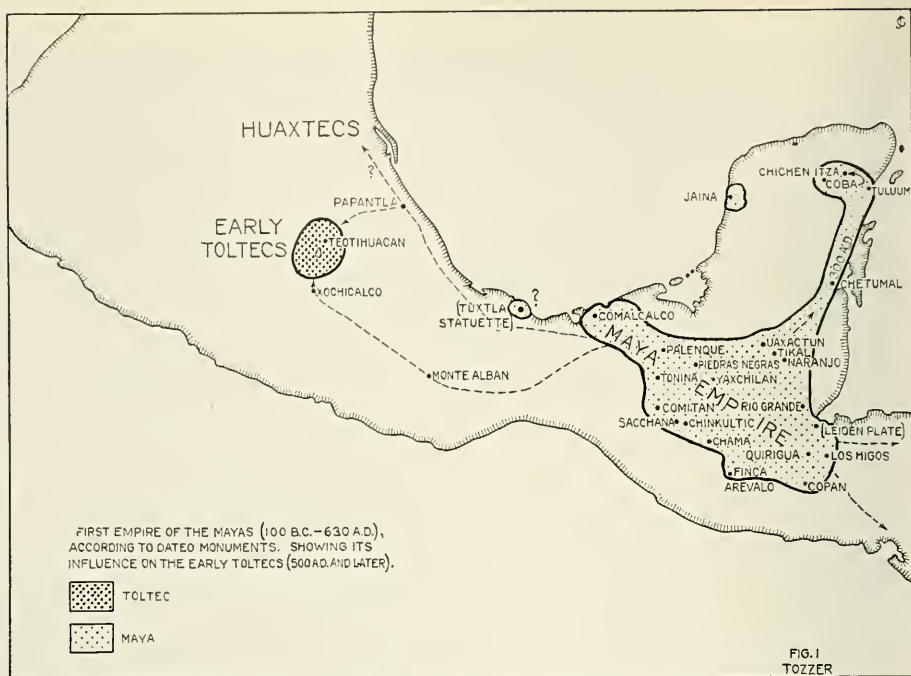 HUAXTECS
?
PAPANTLA
EARLY
TOLTECS
TEOTIHUACAN
XOCHICALCO
(TUXTLA
STATUETTE)
?
MONTE ALBAN
JAINA
CHICHEN ITZA
COBA
TULUUM
300 A.D.
CHETUMAL
COMALCALCO
MAYA
EMPIRE
PALENQUE
UAXACTUN
TIKAL
NARANJO
PIEDRAS NEGRAS
TONINA
YAXCHILAN
COMITAN
RIO GRANDE
SACCHANA
CHINKULTIC
(LEIDEN PLATE)
CHAMA
QUIRIGUA
LOS HIGOS
FINCA
AREVALO
COPAN
FIRST EMPIRE OF THE MAYAS (100 B.C.-630 A.D.),
ACCORDING TO DATED MONUMENTS. SHOWING ITS
INFLUENCE ON THE EARLY TOLTECS (500 A.D. AND LATER).
TOLTEC
MAYA
FIG. 1
TOZZER